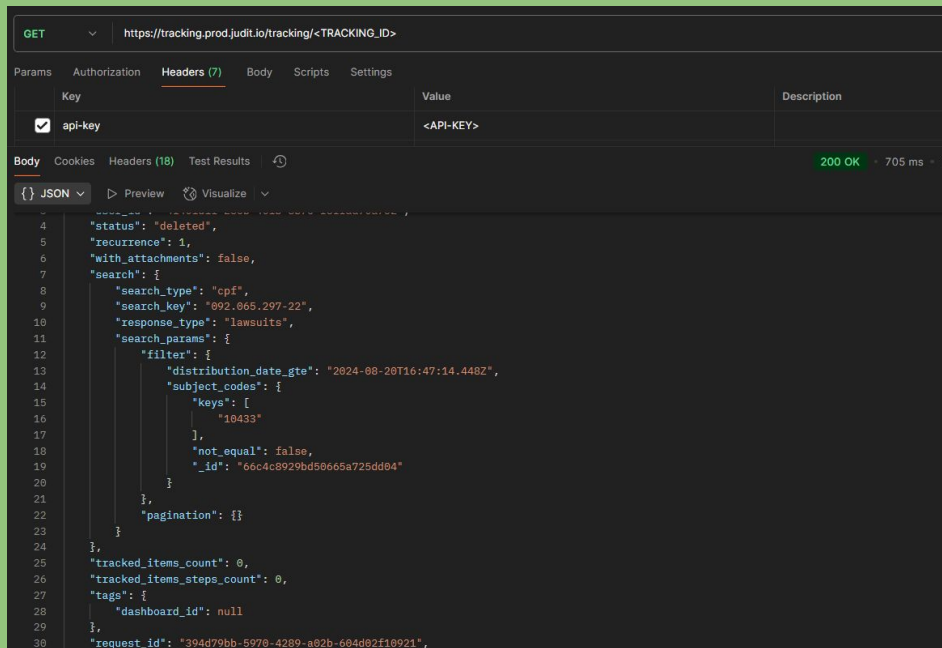 GET https://tracking.prod.judit.io/tracking/<TRACKING_ID>
Params Authorization Headers (7) Body Scripts Settings
Key Value Description
api-key <API-KEY>
Body Cookies Headers (18) Test Results 200 OK • 705 ms •
{} JSON Preview Visualize
4 "status": "deleted",
5 "recurrence": 1,
6 "with_attachments": false,
7 "search": {
8 "search_type": "cpf",
9 "search_key": "092.065.297-22",
10 "response_type": "lawsuits",
11 "search_params": {
12 "filter": {
13 "distribution_date_gte": "2024-08-20T16:47:14.448Z",
14 "subject_codes": {
15 "keys": [
16 "10433"
17 ],
18 "not_equal": false,
19 "_id": "66c4c8929bd50665a725dd04"
20 }
21 },
22 "pagination": {}
23 }
24 },
25 "tracked_items_count": 0,
26 "tracked_items_steps_count": 0,
27 "tags": {
28 "dashboard_id": null
29 },
30 "request_id": "394d79bb-5970-4289-a02b-604d02f10921",